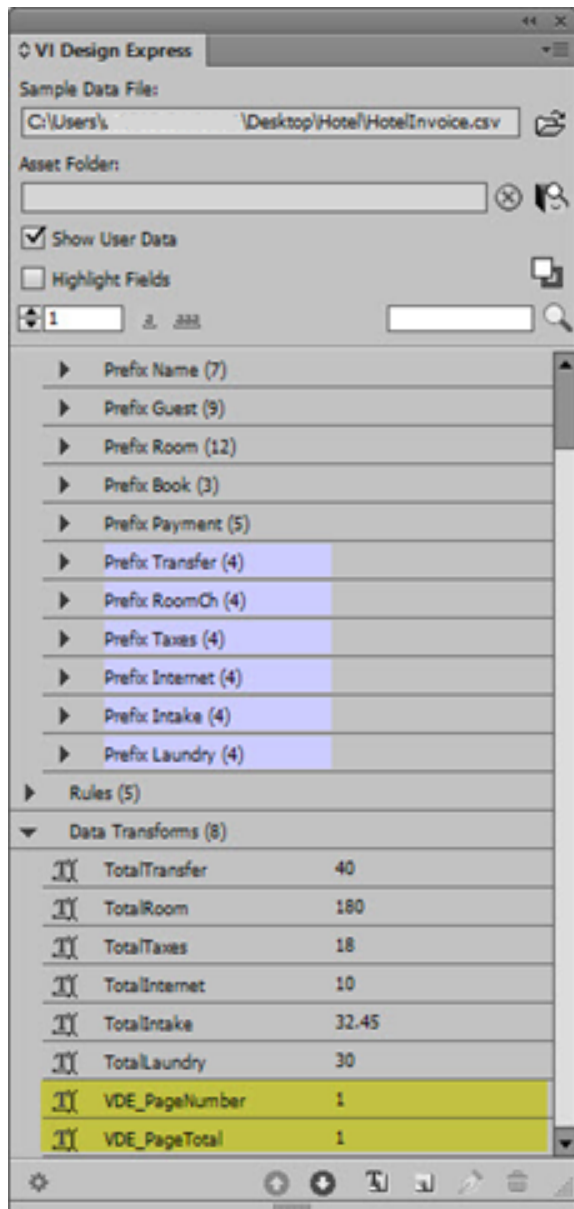 VI Design Express
Sample Data File:
C:\Users\. \Desktop\Hotel\HotelInvoice.csv
Asset Folder:
Show User Data
Highlight Fields
1 a aaa
Prefix Name (7)
Prefix Guest (9)
Prefix Room (12)
Prefix Book (3)
Prefix Payment (5)
Prefix Transfer (4)
Prefix RoomCh (4)
Prefix Taxes (4)
Prefix Internet (4)
Prefix Intake (4)
Prefix Laundry (4)
Rules (5)
Data Transforms (8)
TotalTransfer 40
TotalRoom 180
TotalTaxes 18
TotalInternet 10
TotalIntake 32.45
TotalLaundry 30
VDE_PageNumber 1
VDE_PageTotal 1